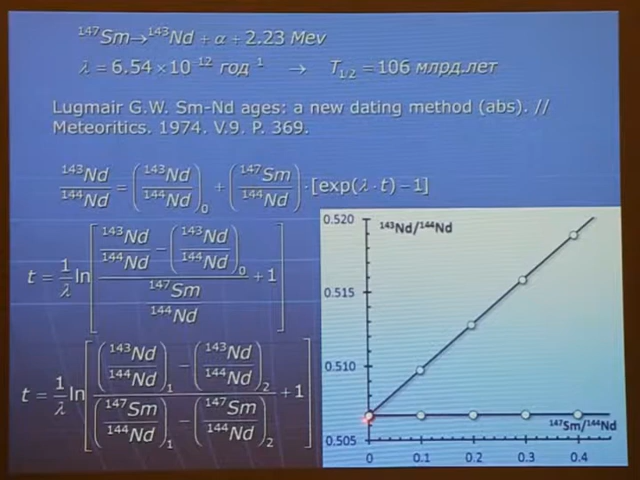 ¹⁴⁷Sm→¹⁴³Nd + α + 2.23 Mev
λ = 6.54×10⁻¹² год⁻¹ → T₁/₂ = 106 млрд.лет
Lugmair G.W. Sm-Nd ages: a new dating method (abs). //
Meteoritics. 1974. V.9. P. 369.
¹⁴³Nd/¹⁴⁴Nd = (¹⁴³Nd/¹⁴⁴Nd)₀ + (¹⁴⁷Sm/¹⁴⁴Nd)·[exp(λ·t)−1]
t = 1/λ ln[(¹⁴³Nd/¹⁴⁴Nd − (¹⁴³Nd/¹⁴⁴Nd)₀)/(¹⁴⁷Sm/¹⁴⁴Nd) + 1]
t = 1/λ ln[((¹⁴³Nd/¹⁴⁴Nd)₁ − (¹⁴³Nd/¹⁴⁴Nd)₂)/((¹⁴⁷Sm/¹⁴⁴Nd)₁ − (¹⁴⁷Sm/¹⁴⁴Nd)₂) + 1]
0.520
¹⁴³Nd/¹⁴⁴Nd
0.515
0.510
0.505
¹⁴⁷Sm/¹⁴⁴Nd
0 0.1 0.2 0.3 0.4